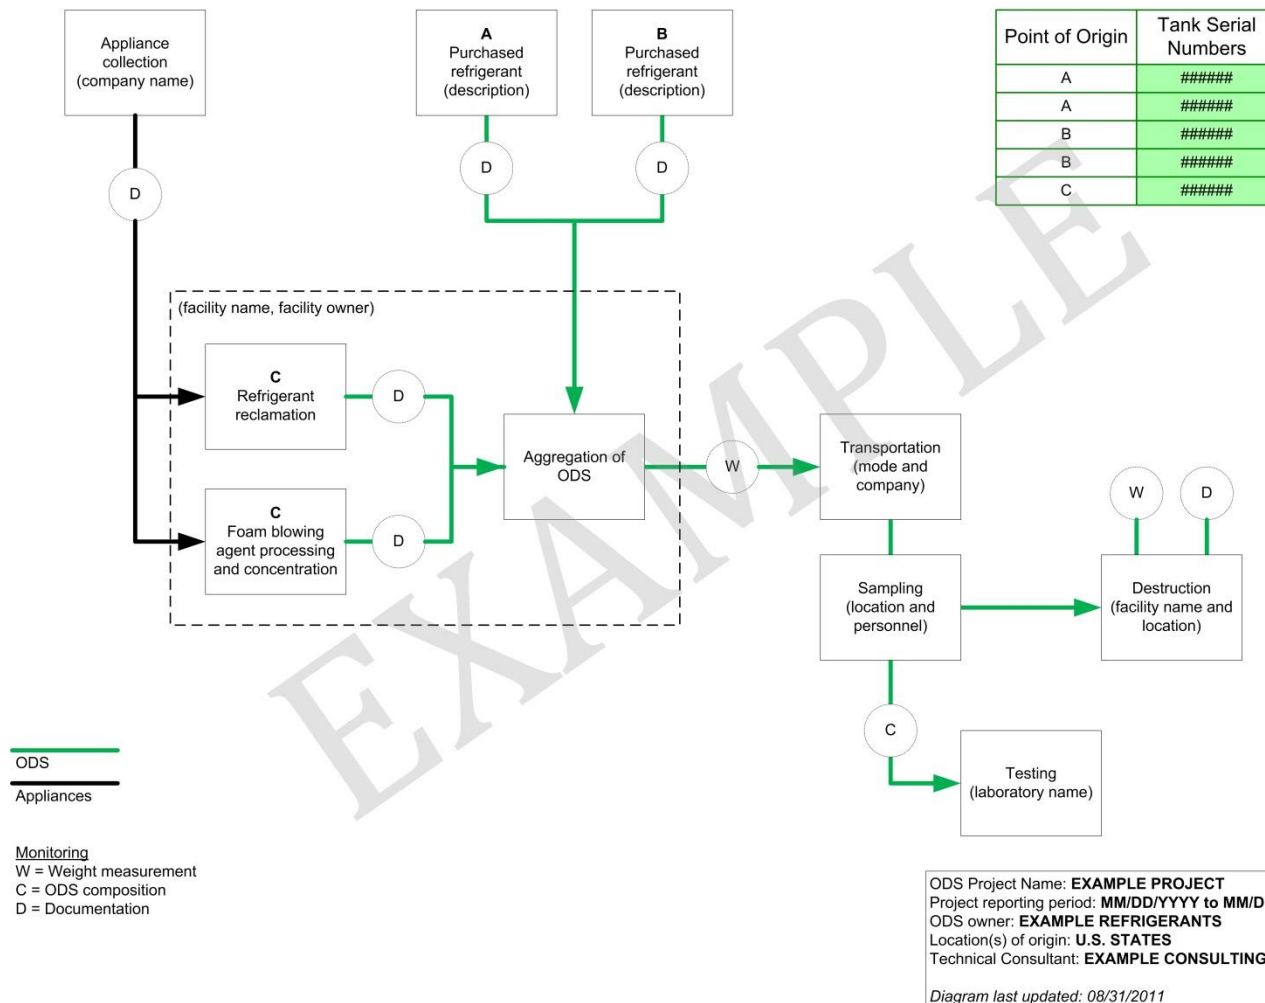 Appliance
collection
(company name)
A
Purchased
refrigerant
(description)
B
Purchased
refrigerant
(description)
Point of Origin
Tank Serial
Numbers
A
######
A
######
B
######
B
######
C
######
D
D
D
(facility name, facility owner)
C
Refrigerant
reclamation
D
C
Foam blowing
agent processing
and concentration
D
Aggregation of
ODS
W
Transportation
(mode and
company)
Sampling
(location and
personnel)
W
D
Destruction
(facility name and
location)
C
Testing
(laboratory name)
EXAMPLE
ODS
Appliances
Monitoring
W = Weight measurement
C = ODS composition
D = Documentation
ODS Project Name: EXAMPLE PROJECT
Project reporting period: MM/DD/YYYY to MM/D
ODS owner: EXAMPLE REFRIGERANTS
Location(s) of origin: U.S. STATES
Technical Consultant: EXAMPLE CONSULTING
Diagram last updated: 08/31/2011